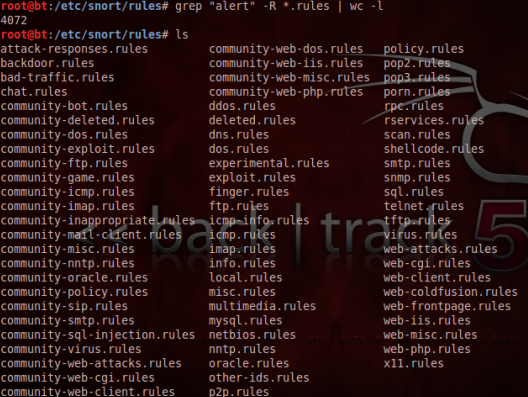 root@bt:/etc/snort/rules# grep "alert" -R *.rules | wc -l
4072
root@bt:/etc/snort/rules# ls
attack-responses.rules community-web-dos.rules policy.rules
backdoor.rules community-web-iis.rules pop2.rules
bad-traffic.rules community-web-misc.rules pop3.rules
chat.rules community-web-php.rules porn.rules
community-bot.rules ddos.rules rpc.rules
community-deleted.rules deleted.rules rservices.rules
community-dos.rules dns.rules scan.rules
community-exploit.rules dos.rules shellcode.rules
community-ftp.rules experimental.rules smtp.rules
community-game.rules exploit.rules snmp.rules
community-icmp.rules finger.rules sql.rules
community-imap.rules ftp.rules telnet.rules
community-inappropriate.rules icmp-info.rules tftp.rules
community-mail-client.rules icmp.rules virus.rules
community-misc.rules imap.rules web-attacks.rules
community-nntp.rules info.rules web-cgi.rules
community-oracle.rules local.rules web-client.rules
community-policy.rules misc.rules web-coldfusion.rules
community-sip.rules multimedia.rules web-frontpage.rules
community-smtp.rules mysql.rules web-iis.rules
community-sql-injection.rules netbios.rules web-misc.rules
community-virus.rules nntp.rules web-php.rules
community-web-attacks.rules oracle.rules x11.rules
community-web-cgi.rules other-ids.rules
community-web-client.rules p2p.rules
<< back | track 5